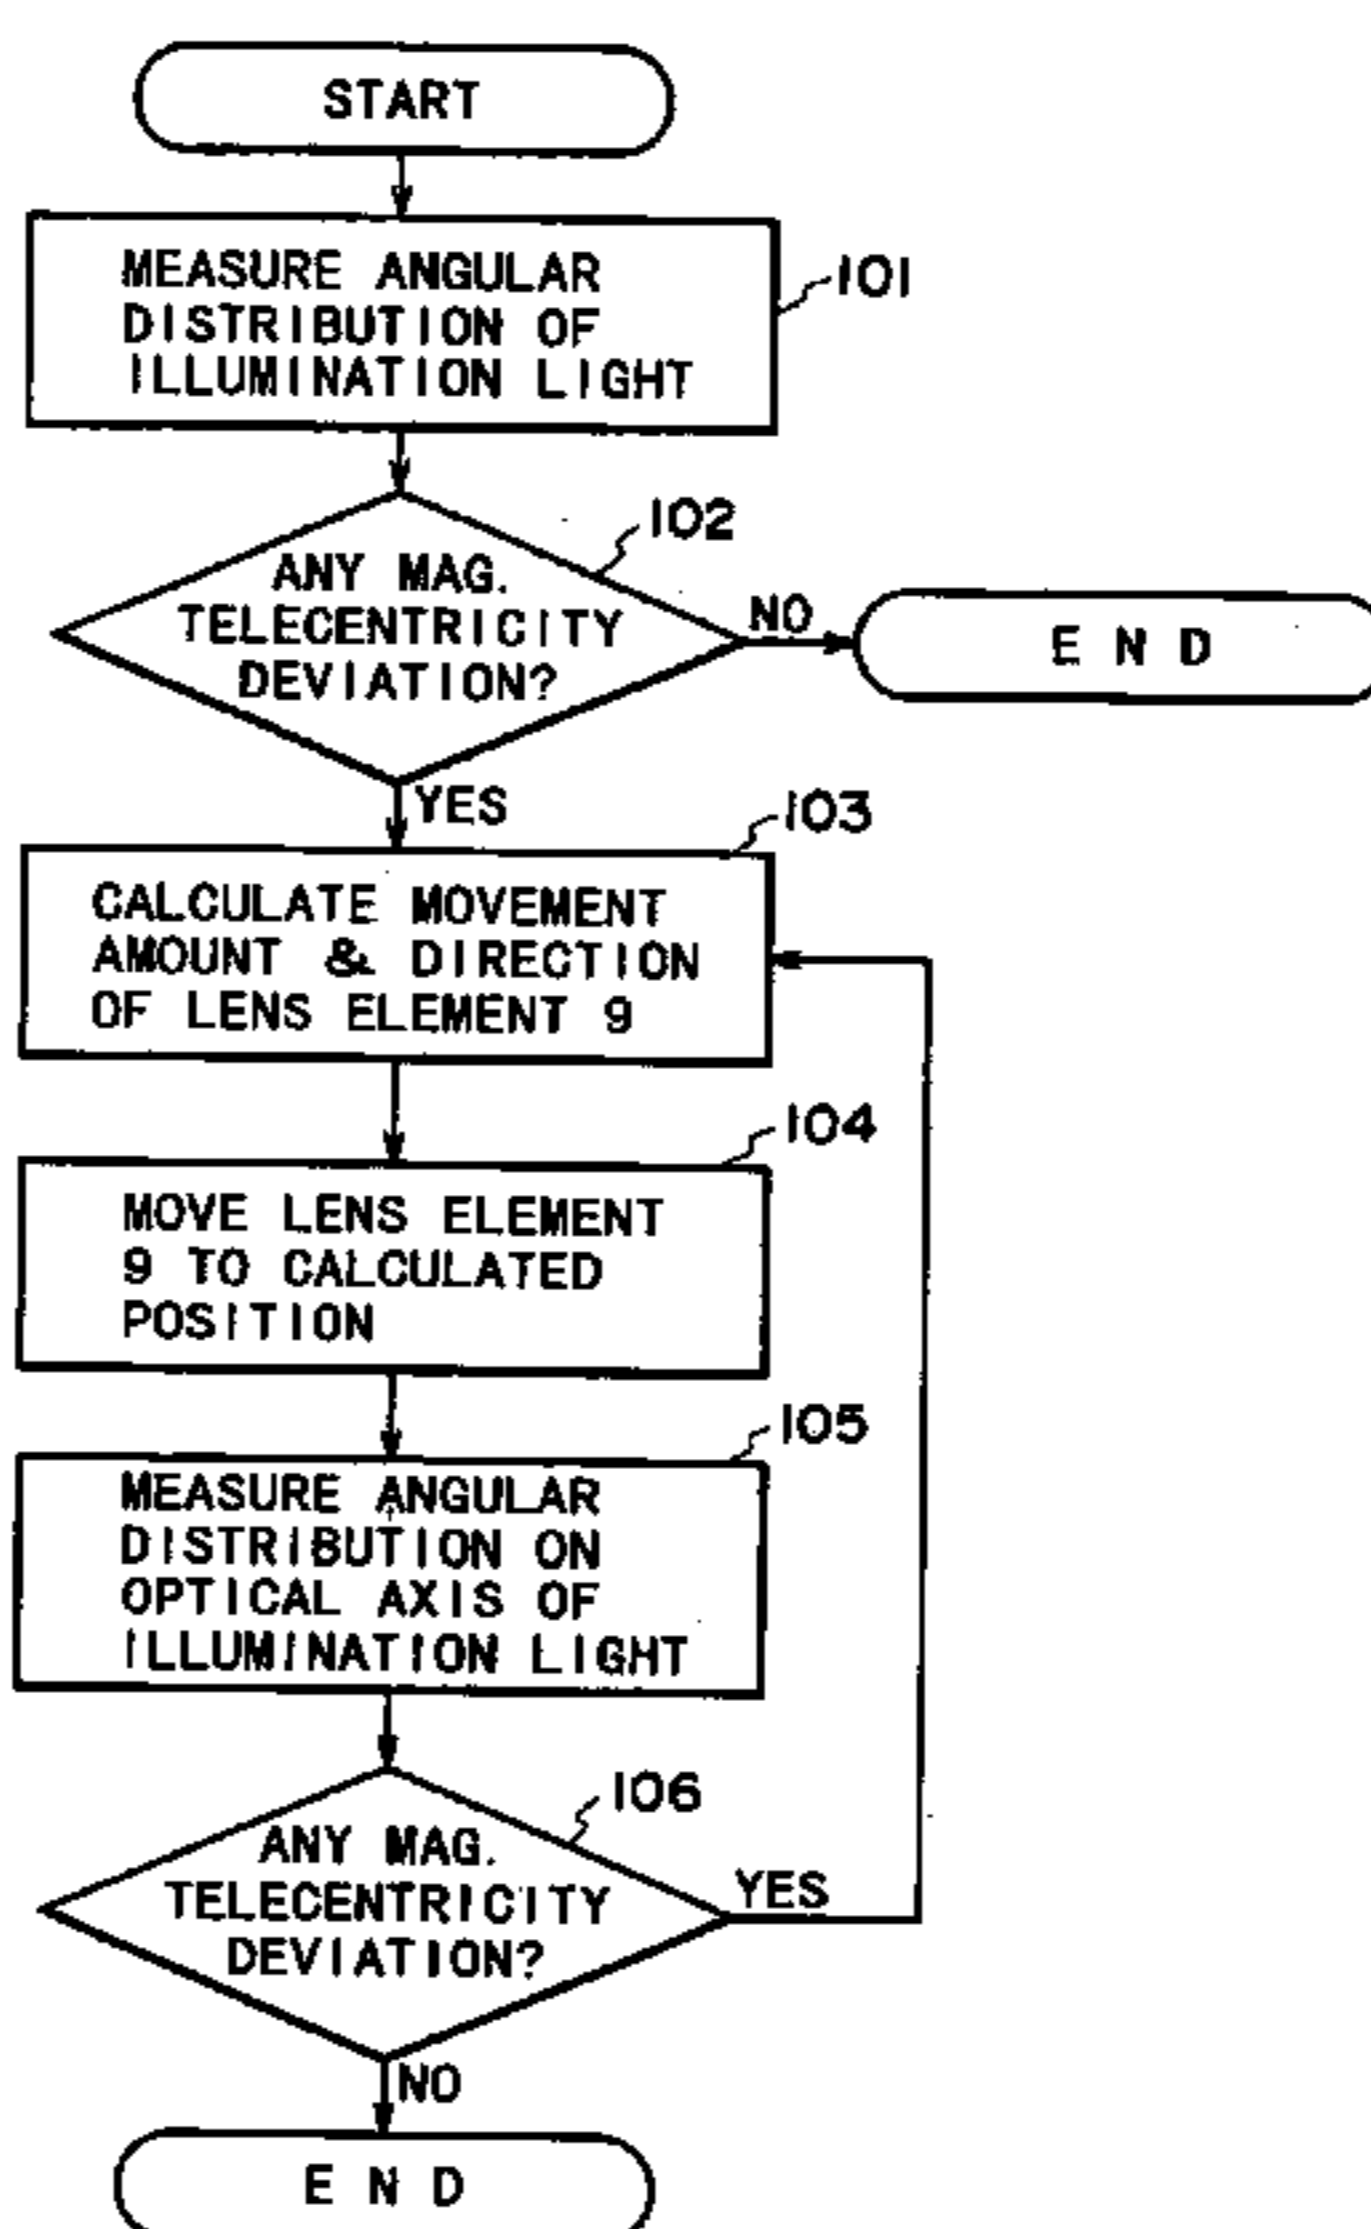 START
MEASURE ANGULAR
DISTRIBUTION OF
ILLUMINATION LIGHT
101
102
ANY MAG.
TELECENTRICITY
DEVIATION?
NO
END
YES
103
CALCULATE MOVEMENT
AMOUNT & DIRECTION
OF LENS ELEMENT 9
104
MOVE LENS ELEMENT
9 TO CALCULATED
POSITION
105
MEASURE ANGULAR
DISTRIBUTION ON
OPTICAL AXIS OF
ILLUMINATION LIGHT
106
ANY MAG.
TELECENTRICITY
DEVIATION?
YES
NO
END